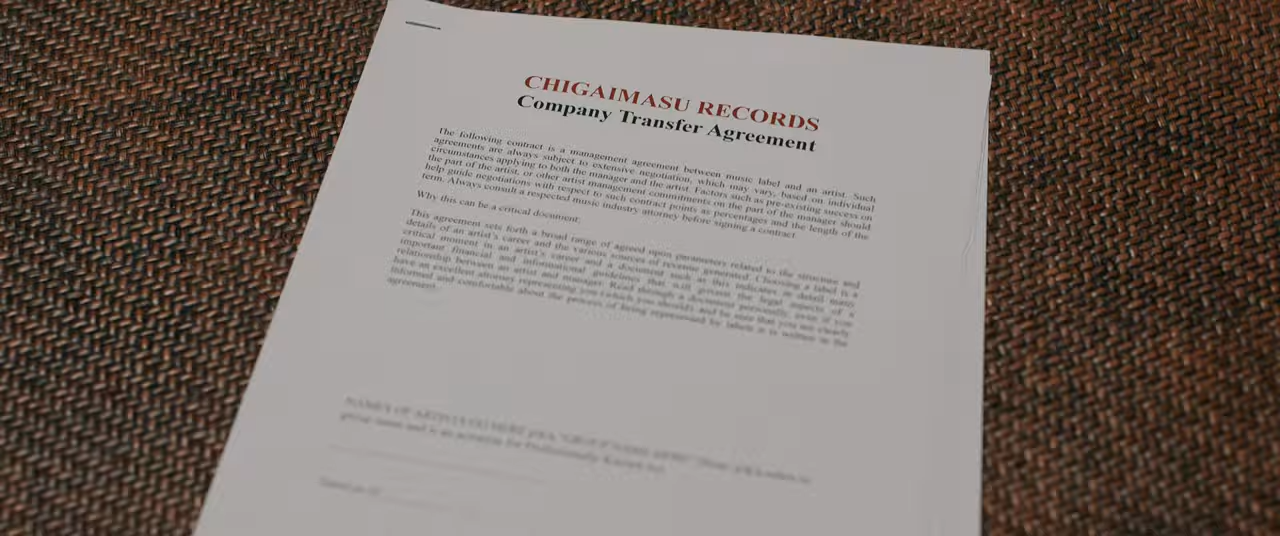 CHIGAIMASU RECORDS
Company Transfer Agreement
The following contract is a management agreement between music label and an artist. Such
agreements are always subject to extensive negotiation, which may vary, based on individual
circumstances applying to both the manager and the artist. Factors such as pre-existing success on
the part of the artist, or other artist management commitments on the part of the manager should
help guide negotiations with respect to such contract points as percentages and the length of the
term. Always consult a respected music industry attorney before signing a contract.
Why this can be a critical document:
This agreement sets forth a broad range of agreed upon parameters related to the structure and
details of an artist's career and the various sources of revenue generated. Choosing a label is a
critical moment in an artist's career and a document such as this indicates in detail many
important financial and informational guidelines that will govern the legal aspects of a
relationship between an artist and manager. Read through a document personally, even if you
have an excellent attorney representing you (which you should) and be sure that you are clearly
informed and comfortable about the process of being represented by labels it is written in the
agreement.